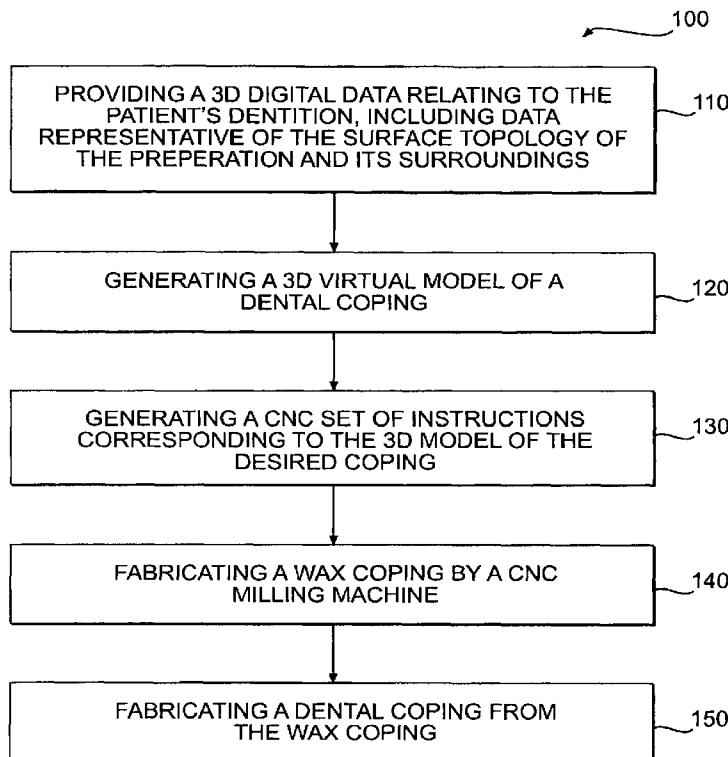 100
PROVIDING A 3D DIGITAL DATA RELATING TO THE
PATIENT'S DENTITION, INCLUDING DATA
REPRESENTATIVE OF THE SURFACE TOPOLOGY OF
THE PREPERATION AND ITS SURROUNDINGS
110
GENERATING A 3D VIRTUAL MODEL OF A
DENTAL COPING
120
GENERATING A CNC SET OF INSTRUCTIONS
CORRESPONDING TO THE 3D MODEL OF THE
DESIRED COPING
130
FABRICATING A WAX COPING BY A CNC
MILLING MACHINE
140
FABRICATING A DENTAL COPING FROM
THE WAX COPING
150